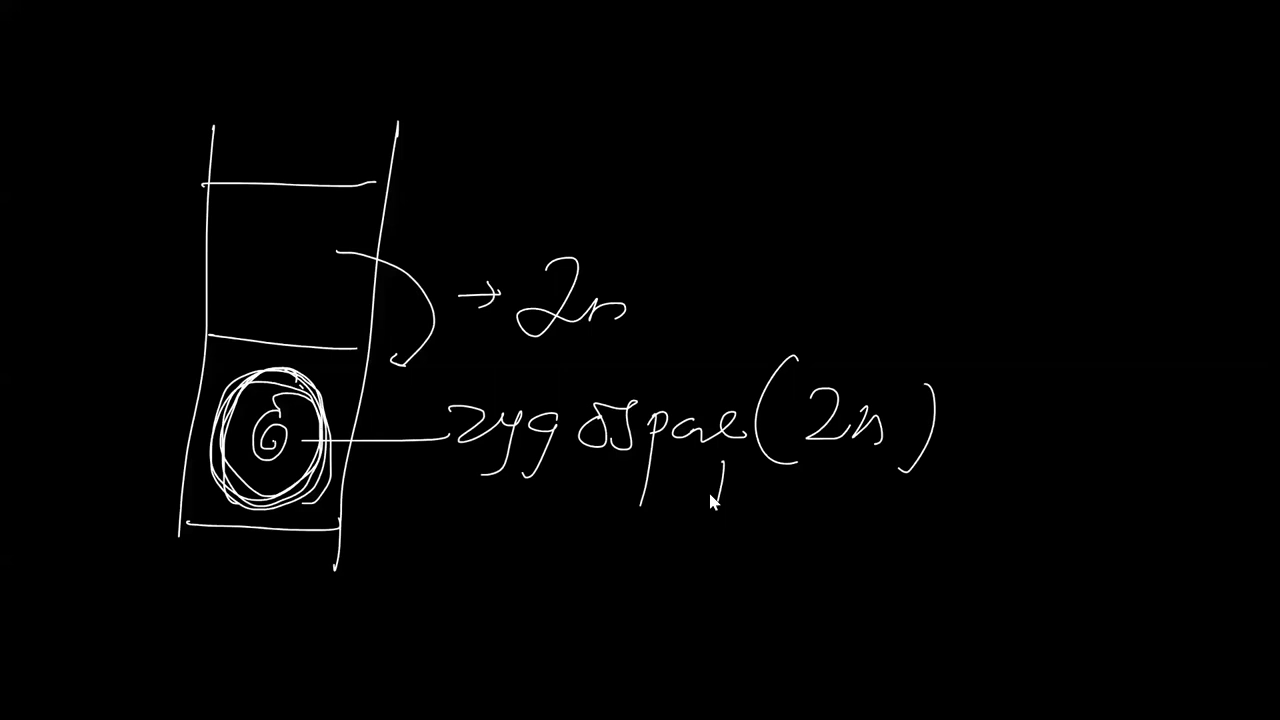 → 2n
zygospore (2n)